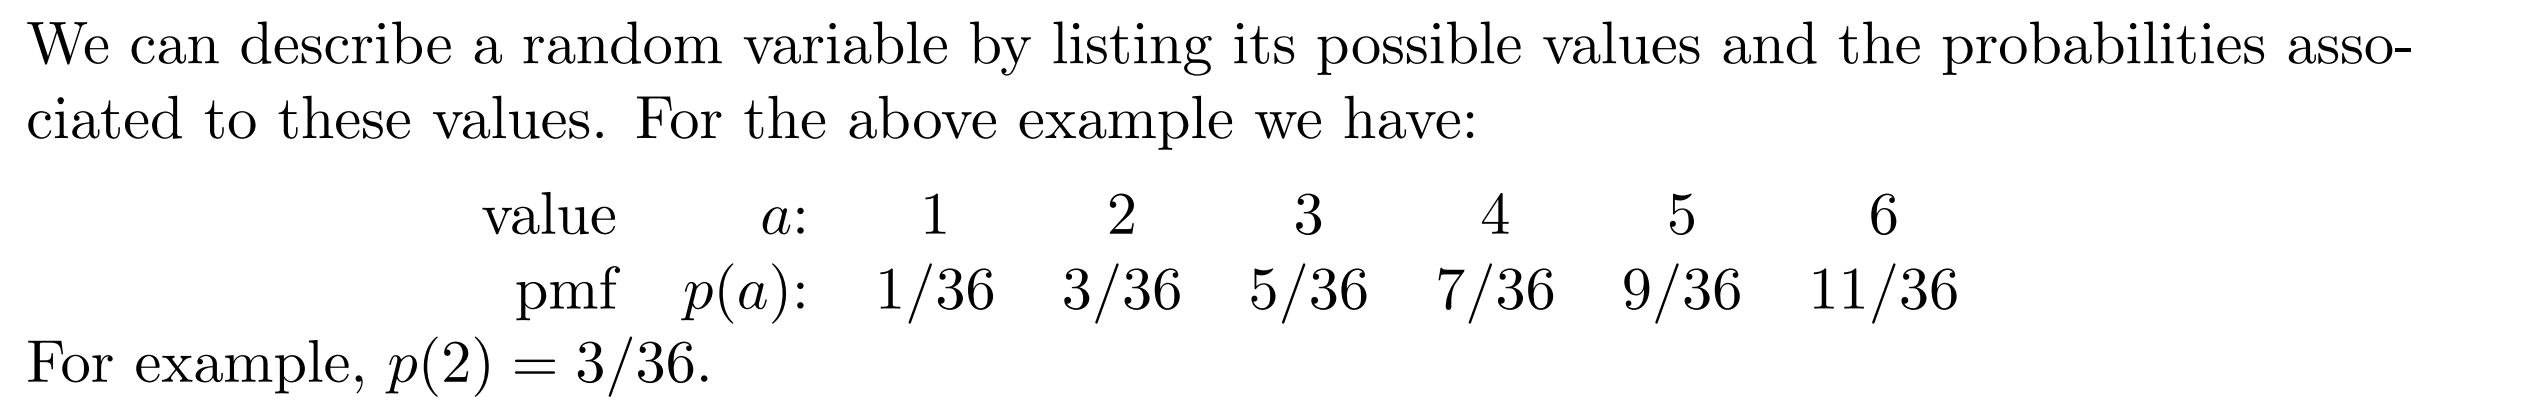 We can describe a random variable by listing its possible values and the probabilities asso-
ciated to these values. For the above example we have:
value a: 1 2 3 4 5 6
pmf p(a): 1/36 3/36 5/36 7/36 9/36 11/36
For example, p(2) = 3/36.